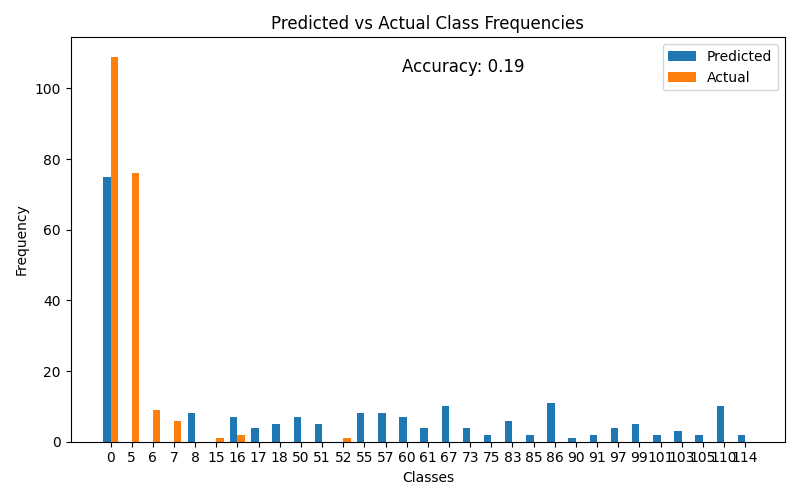 Predicted vs Actual Class Frequencies
Accuracy: 0.19
Predicted
Actual
100
80
60
40
20
0
Frequency
0 5 6 7 8 15 16 17 18 50 51 52 55 57 60 61 67 73 75 83 85 86 90 91 97 99 101 103 105 110 114
Classes